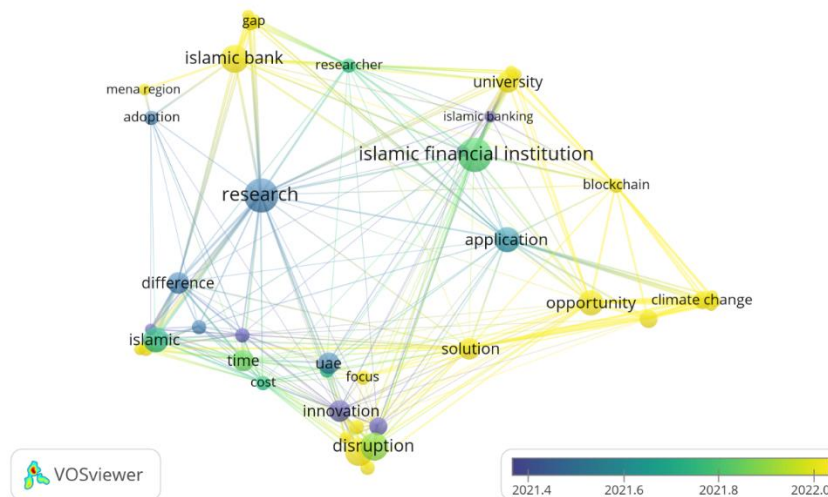 gap
islamic bank
researcher
university
mena region
adoption
islamic banking
islamic financial institution
research
blockchain
application
difference
opportunity
climate change
islamic
time
uae
solution
cost
focus
innovation
disruption
VOSviewer
2021.4 2021.6 2021.8 2022.0